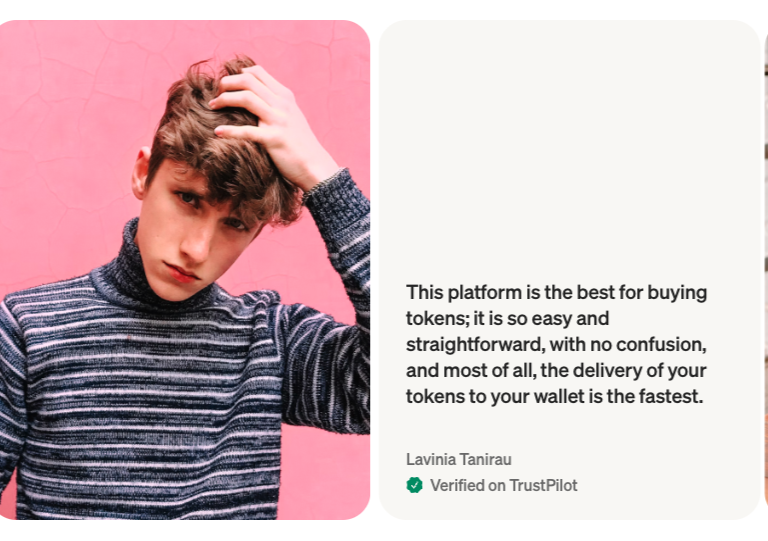 This platform is the best for buying
tokens; it is so easy and
straightforward, with no confusion,
and most of all, the delivery of your
tokens to your wallet is the fastest.
Lavinia Tanirau
Verified on TrustPilot